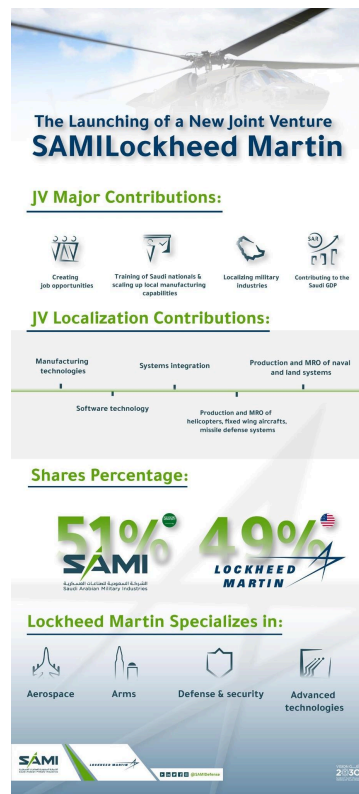 The Launching of a New Joint Venture
SAMILockheed Martin
JV Major Contributions:
Creating
job opportunities
Training of Saudi nationals &
scaling up local manufacturing
capabilities
Localizing military
industries
SAR
Contributing to the
Saudi GDP
JV Localization Contributions:
Manufacturing
technologies
Systems integration
Production and MRO of naval
and land systems
Software technology
Production and MRO of
helicopters, fixed wing aircrafts,
missile defense systems
Shares Percentage:
51%
SAMI
الشركة السعودية للصناعات العسكرية
Saudi Arabian Military Industries
49%
LOCKHEED
MARTIN
Lockheed Martin Specializes in:
Aerospace
Arms
Defense & security
Advanced
technologies
SAMI
LOCKHEED MARTIN
@SAMIDefense
2030